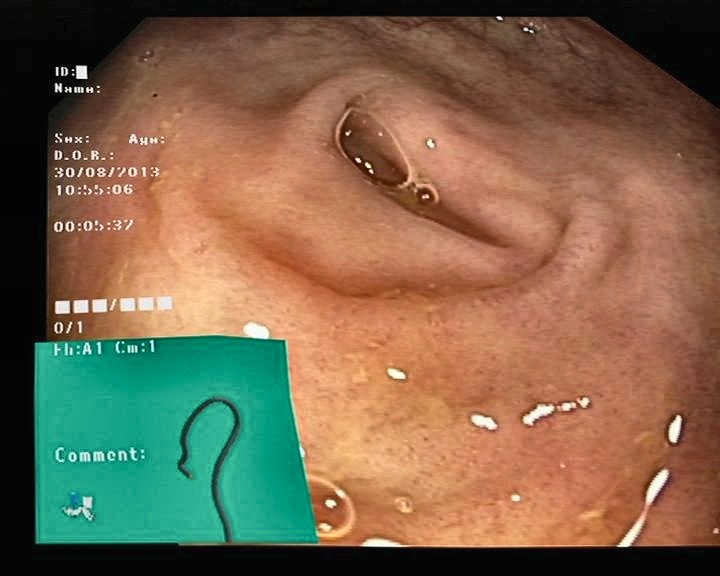 ID:
Name:
Sex: Age:
D.O.B.:
30/08/2013
10:55:06
00:05:37
/
0/1
Eh:A1 Cm:1
Comment: